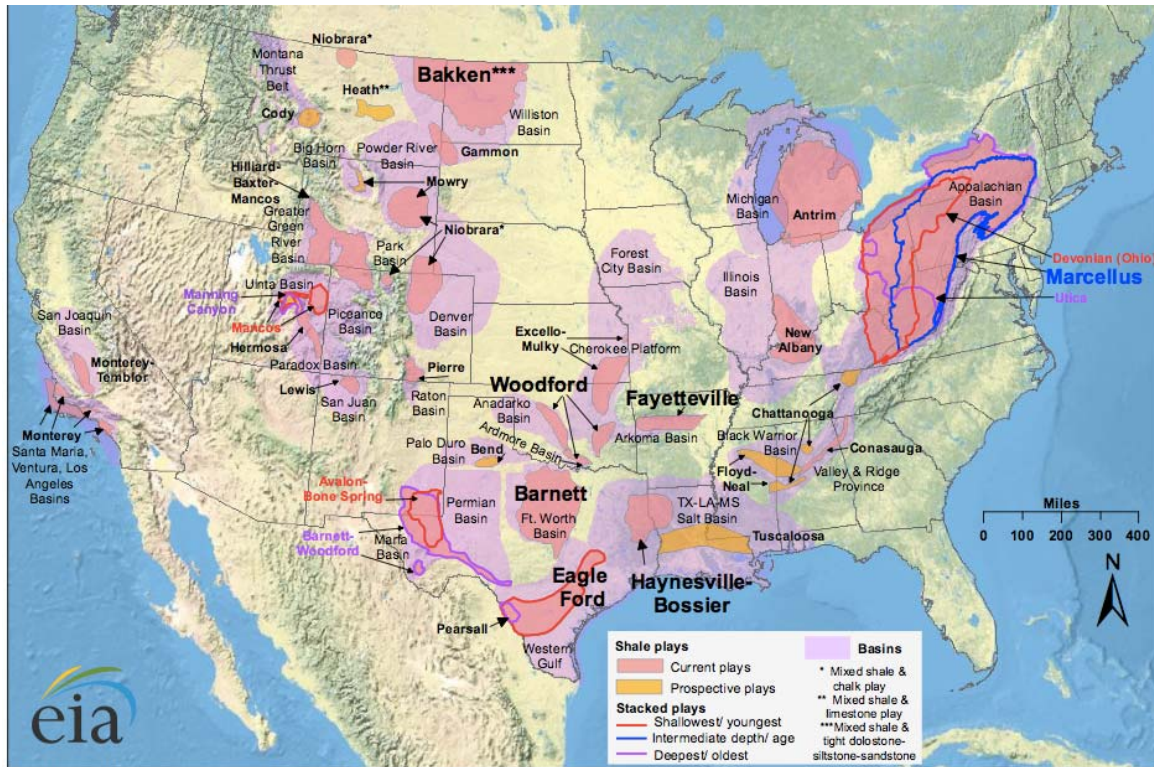 Niobrara*
Montana
Thrust
Belt
Bakken***
Heath**
Cody
Williston
Basin
Big Horn
Basin
Powder River
Basin
Gammon
Hilliard-
Baxter-
Mancos
Mowry
Greater
Green
River
Basin
Niobrara*
Park
Basin
Michigan
Basin
Antrim
Appalachian
Basin
Devonian (Ohio)
Marcellus
Utica
Forest
City Basin
Illinois
Basin
Uinta Basin
Manning
Canyon
Mancos
Piceance
Basin
Denver
Basin
Hermosa
Paradox Basin
San Joaquin
Basin
Monterey-
Temblor
Excello-
Mulky
Cherokee Platform
New
Albany
Lewis
San Juan
Basin
Pierre
Raton
Basin
Woodford
Anadarko
Basin
Fayetteville
Arkoma Basin
Chattanooga
Monterey
Santa Maria,
Ventura, Los
Angeles
Basins
Palo Duro
Basin
Bend
Ardmore Basin
Black Warrior
Basin
Conasauga
Floyd-
Neal
Valley & Ridge
Province
Avalon-
Bone Spring
Permian
Basin
Barnett
Ft. Worth
Basin
TX-LA-MS
Salt Basin
Tuscaloosa
Barnett-
Woodford
Marfa
Basin
Eagle
Ford
Haynesville-
Bossier
Pearsall
Western
Gulf
Miles
0 100 200 300 400
N
Shale plays
Current plays
Prospective plays
Stacked plays
Shallowest/ youngest
Intermediate depth/ age
Deepest/ oldest
Basins
* Mixed shale &
chalk play
** Mixed shale &
limestone play
***Mixed shale &
tight dolostone-
siltstone-sandstone
eia